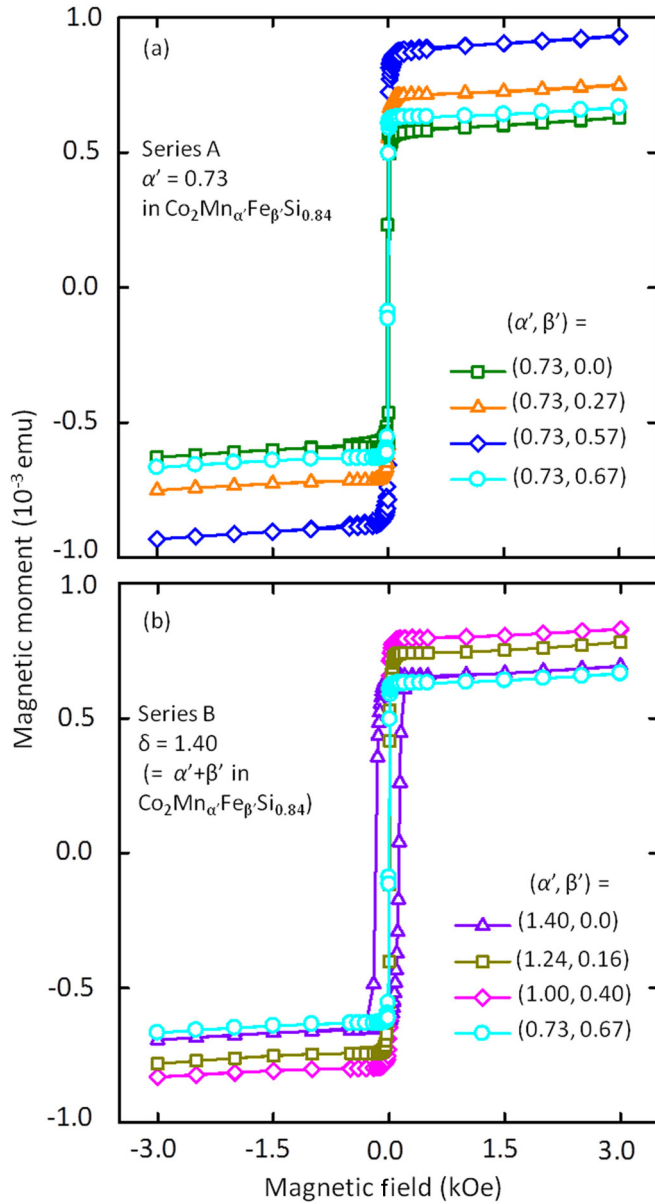 Magnetic moment (10⁻³ emu)
1.0
0.5
0.0
-0.5
-1.0
(a)
Series A
α’ = 0.73
in Co₂Mnα’Feβ’Si₀.₈₄
(α’, β’) =
(0.73, 0.0)
(0.73, 0.27)
(0.73, 0.57)
(0.73, 0.67)
1.0
0.5
0.0
-0.5
-1.0
(b)
Series B
δ = 1.40
(= α’+β’ in
Co₂Mnα’Feβ’Si₀.₈₄)
(α’, β’) =
(1.40, 0.0)
(1.24, 0.16)
(1.00, 0.40)
(0.73, 0.67)
-3.0 -1.5 0.0 1.5 3.0
Magnetic field (kOe)